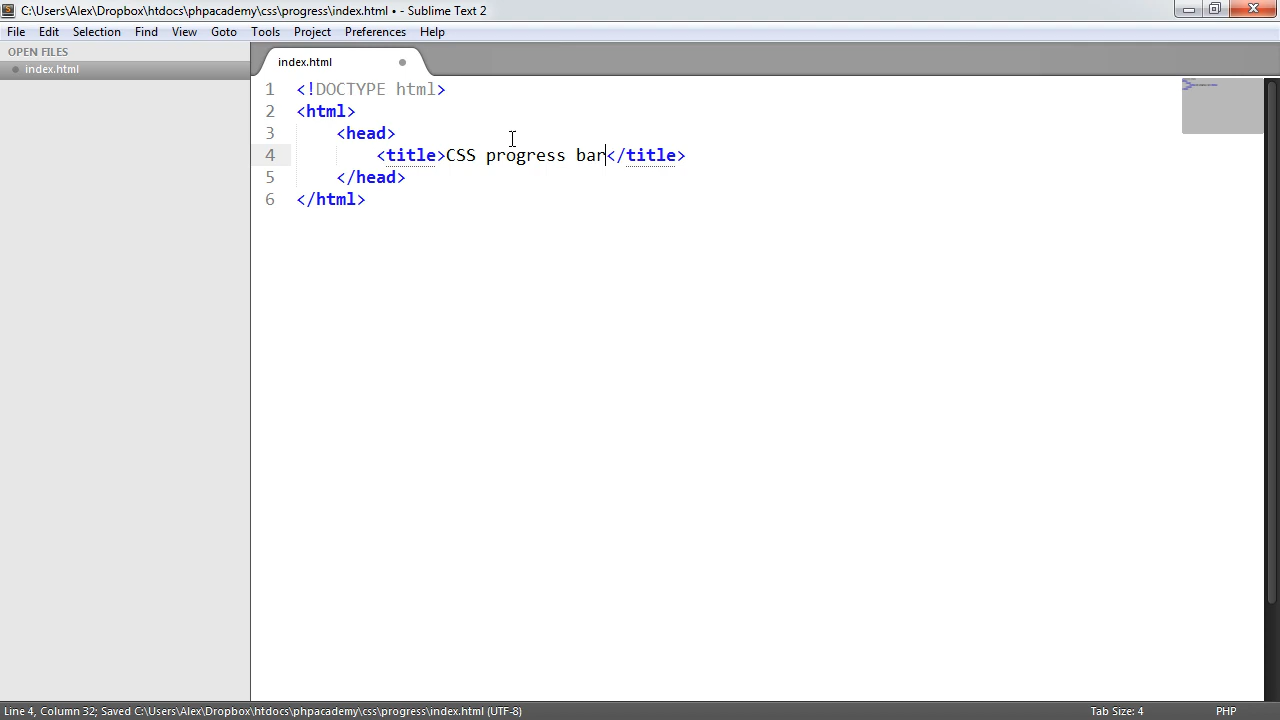 C:\Users\Alex\Dropbox\htdocs\phpacademy\css\progress\index.html • - Sublime Text 2
File Edit Selection Find View Goto Tools Project Preferences Help
OPEN FILES
index.html
index.html
1 <!DOCTYPE html>
2 <html>
3 <head>
4 <title>CSS progress bar</title>
5 </head>
6 </html>
Line 4, Column 32; Saved C:\Users\Alex\Dropbox\htdocs\phpacademy\css\progress\index.html (UTF-8) Tab Size: 4 PHP